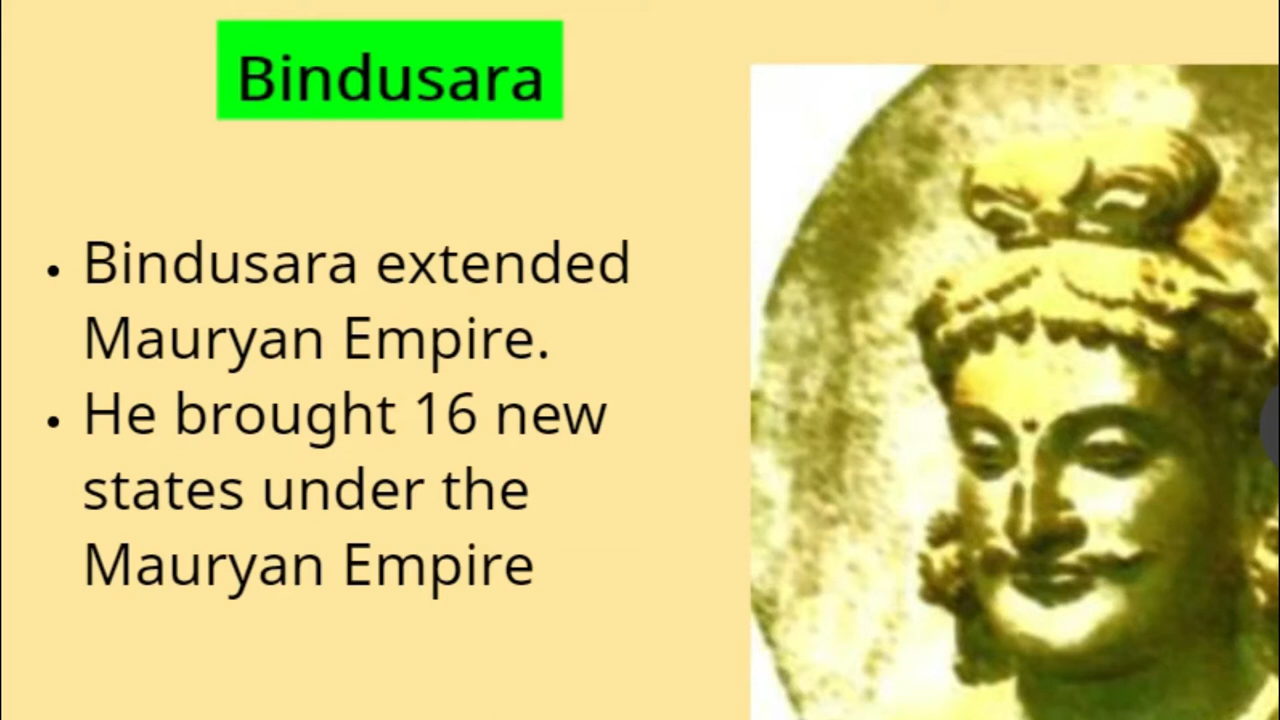 Bindusara
• Bindusara extended
Mauryan Empire.
• He brought 16 new
states under the
Mauryan Empire